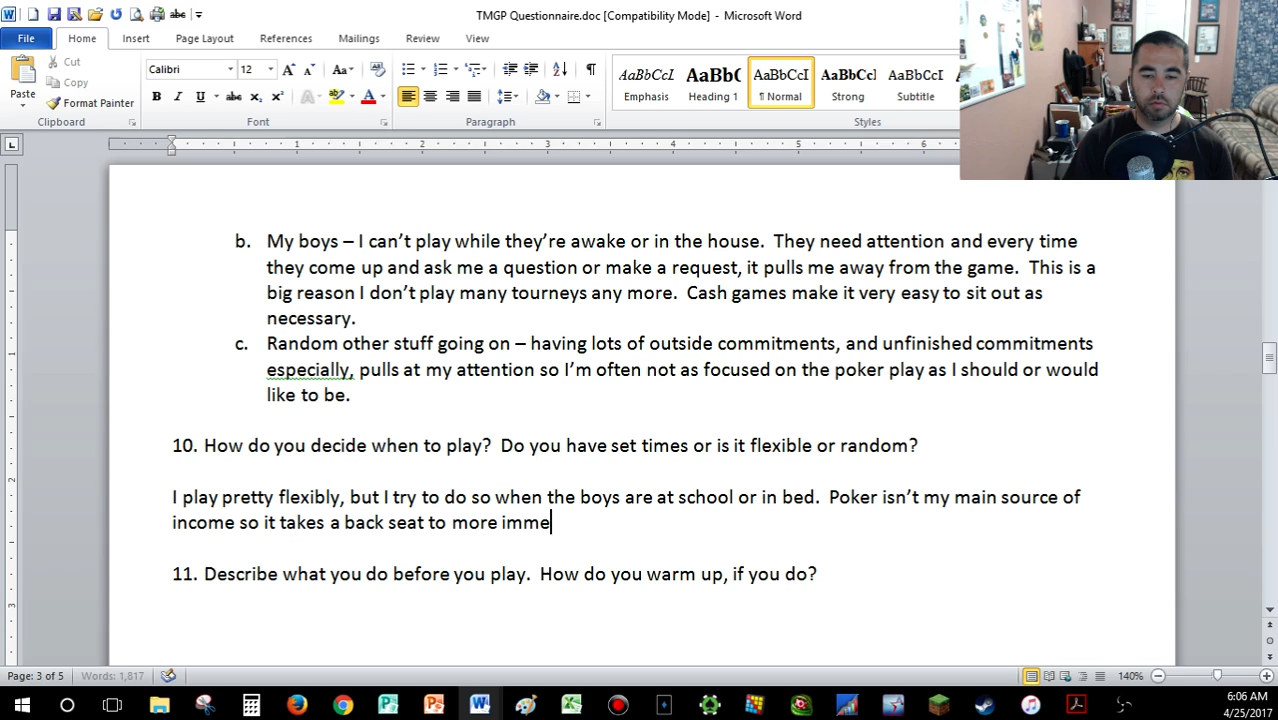 TMGP Questionnaire.doc [Compatibility Mode] - Microsoft Word
File Home Insert Page Layout References Mailings Review View
Cut
Copy
Format Painter
Paste
Calibri 12
AaBbCcI AaBbC AaBbCcI AaBbCcI AaBbCcI
Emphasis Heading 1 ¶ Normal Strong Subtitle
Clipboard Font Paragraph Styles
1 2 3 4 5 6
b. My boys – I can't play while they're awake or in the house. They need attention and every time
they come up and ask me a question or make a request, it pulls me away from the game. This is a
big reason I don't play many tourneys any more. Cash games make it very easy to sit out as
necessary.
c. Random other stuff going on – having lots of outside commitments, and unfinished commitments
especially, pulls at my attention so I'm often not as focused on the poker play as I should or would
like to be.
10. How do you decide when to play? Do you have set times or is it flexible or random?
I play pretty flexibly, but I try to do so when the boys are at school or in bed. Poker isn't my main source of
income so it takes a back seat to more imme
11. Describe what you do before you play. How do you warm up, if you do?
Page: 3 of 5 Words: 1,817 140%
6:06 AM
4/25/2017